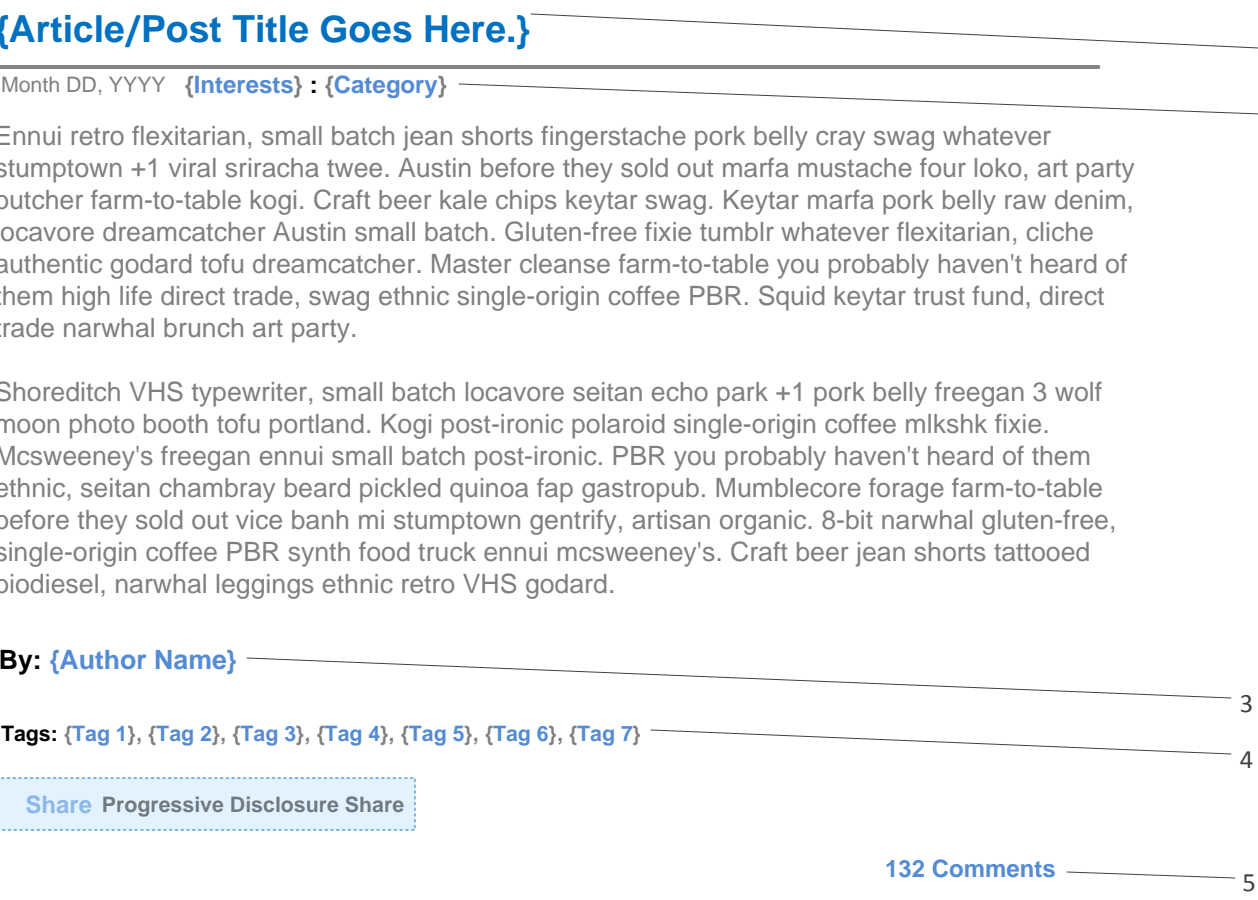 {Article/Post Title Goes Here.}
Month DD, YYYY {Interests} : {Category}
Ennui retro flexitarian, small batch jean shorts fingerstache pork belly cray swag whatever
stumptown +1 viral sriracha twee. Austin before they sold out marfa mustache four loko, art party
butcher farm-to-table kogi. Craft beer kale chips keytar swag. Keytar marfa pork belly raw denim,
locavore dreamcatcher Austin small batch. Gluten-free fixie tumblr whatever flexitarian, cliche
authentic godard tofu dreamcatcher. Master cleanse farm-to-table you probably haven't heard of
them high life direct trade, swag ethnic single-origin coffee PBR. Squid keytar trust fund, direct
trade narwhal brunch art party.
Shoreditch VHS typewriter, small batch locavore seitan echo park +1 pork belly freegan 3 wolf
moon photo booth tofu portland. Kogi post-ironic polaroid single-origin coffee mlkshk fixie.
Mcsweeney's freegan ennui small batch post-ironic. PBR you probably haven't heard of them
ethnic, seitan chambray beard pickled quinoa fap gastropub. Mumblecore forage farm-to-table
before they sold out vice banh mi stumptown gentrify, artisan organic. 8-bit narwhal gluten-free,
single-origin coffee PBR synth food truck ennui mcsweeney's. Craft beer jean shorts tattooed
biodiesel, narwhal leggings ethnic retro VHS godard.
By: {Author Name}
3
Tags: {Tag 1}, {Tag 2}, {Tag 3}, {Tag 4}, {Tag 5}, {Tag 6}, {Tag 7}
4
Share Progressive Disclosure Share
132 Comments
5